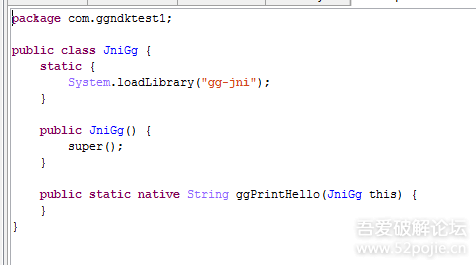 package com.ggndktest1;
public class JniGg {
static {
System.loadLibrary("gg-jni");
}
public JniGg() {
super();
}
public static native String ggPrintHello(JniGg this) {
}
}
吾爱破解论坛
www.52pojie.cn